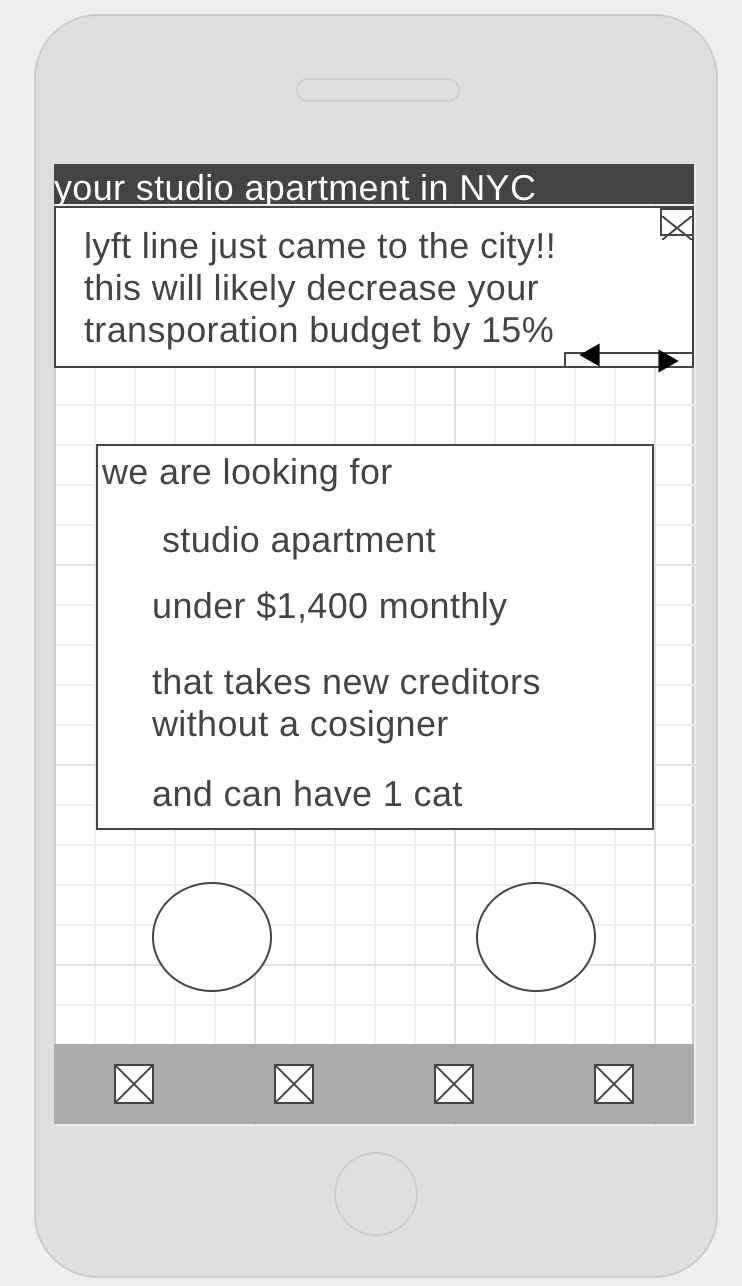 your studio apartment in NYC
lyft line just came to the city!!
this will likely decrease your
transporation budget by 15%
we are looking for
studio apartment
under $1,400 monthly
that takes new creditors
without a cosigner
and can have 1 cat